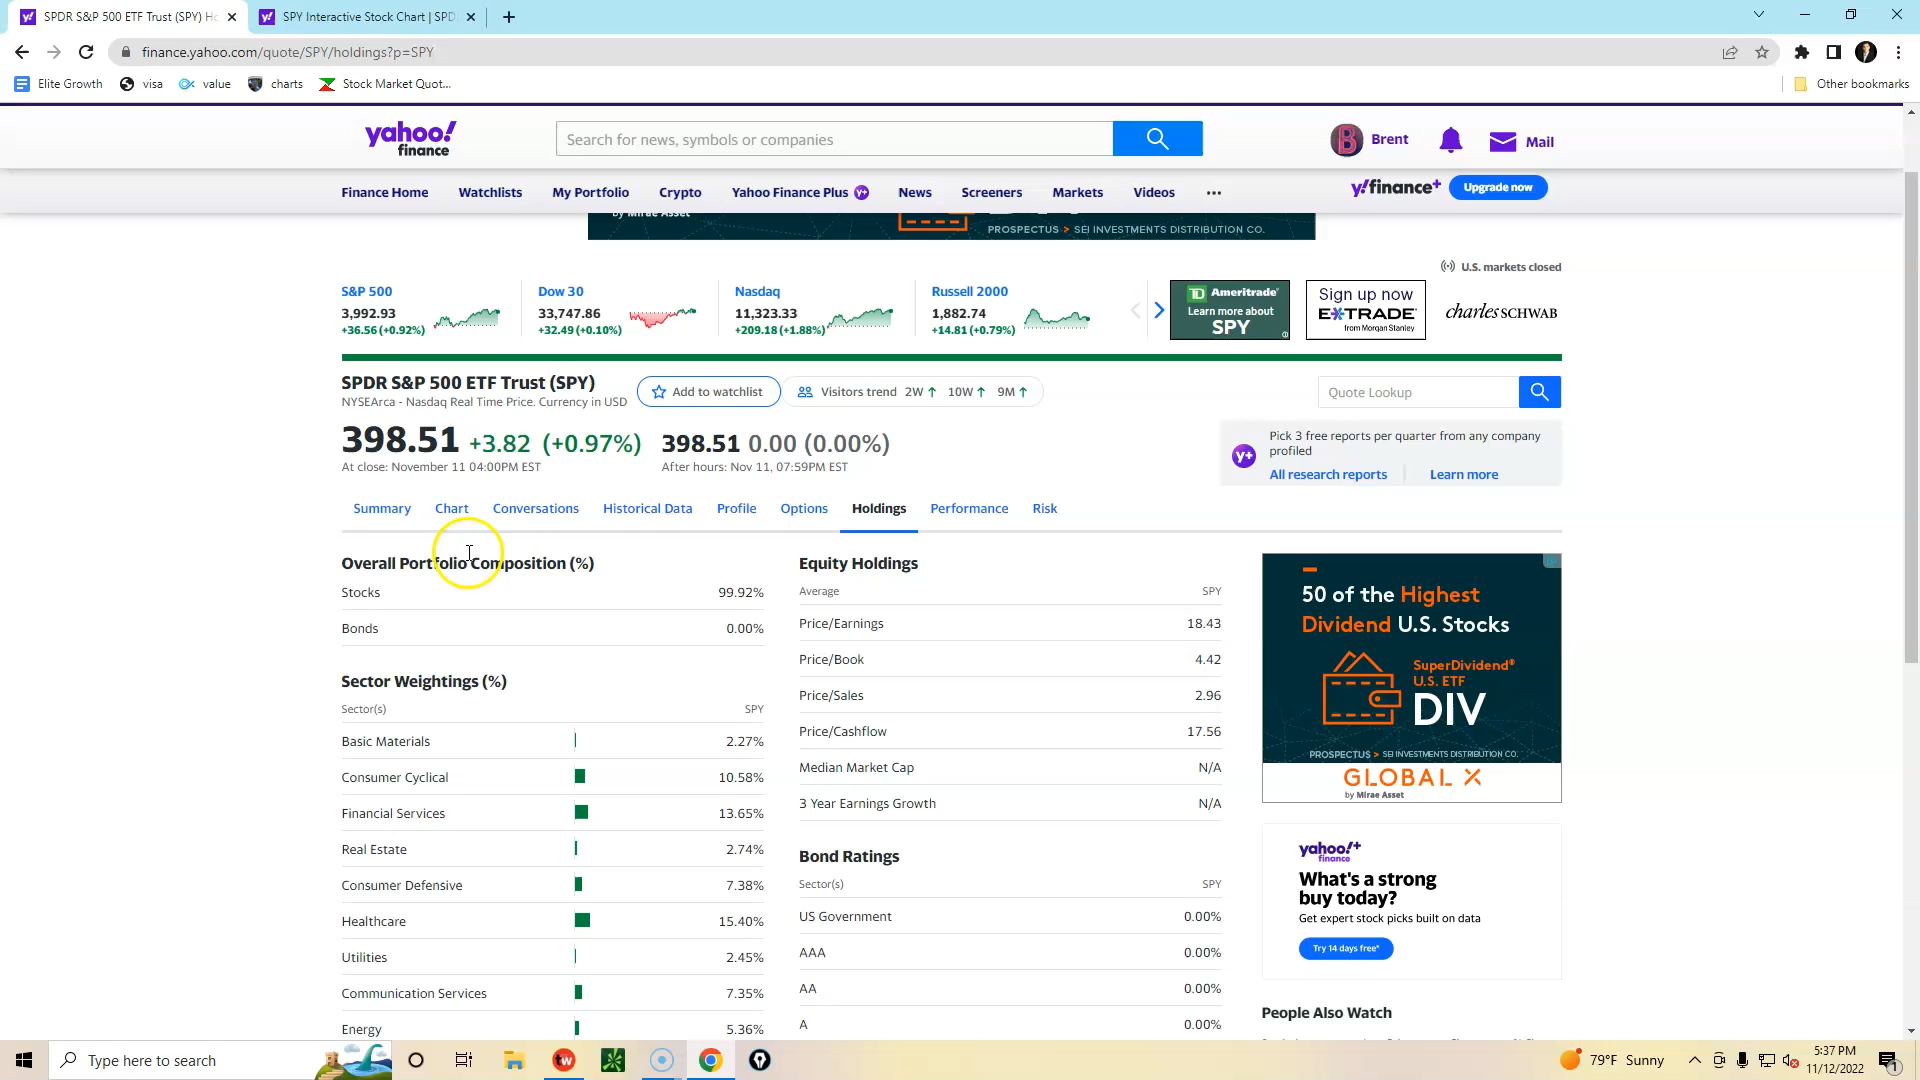 SPDR S&P 500 ETF Trust (SPY) Ho
SPY Interactive Stock Chart | SPD
finance.yahoo.com/quote/SPY/holdings?p=SPY
Elite Growth
visa
value
charts
Stock Market Quot...
Other bookmarks
yahoo!
finance
Search for news, symbols or companies
Brent
Mail
Finance Home
Watchlists
My Portfolio
Crypto
Yahoo Finance Plus
News
Screeners
Markets
Videos
y!finance+
Upgrade now
by Mirae Asset
PROSPECTUS > SEI INVESTMENTS DISTRIBUTION CO.
U.S. markets closed
S&P 500
3,992.93
+36.56 (+0.92%)
Dow 30
33,747.86
+32.49 (+0.10%)
Nasdaq
11,323.33
+209.18 (+1.88%)
Russell 2000
1,882.74
+14.81 (+0.79%)
TD Ameritrade
Learn more about
SPY
Sign up now
E*TRADE
from Morgan Stanley
charles SCHWAB
SPDR S&P 500 ETF Trust (SPY)
NYSEArca - Nasdaq Real Time Price. Currency in USD
Add to watchlist
Visitors trend 2W↑ 10W↑ 9M↑
Quote Lookup
398.51 +3.82 (+0.97%)
At close: November 11 04:00PM EST
398.51 0.00 (0.00%)
After hours: Nov 11, 07:59PM EST
y+
Pick 3 free reports per quarter from any company
profiled
All research reports
Learn more
Summary
Chart
Conversations
Historical Data
Profile
Options
Holdings
Performance
Risk
Overall Portfolio Composition (%)
Stocks 99.92%
Bonds 0.00%
Sector Weightings (%)
Sector(s) SPY
Basic Materials 2.27%
Consumer Cyclical 10.58%
Financial Services 13.65%
Real Estate 2.74%
Consumer Defensive 7.38%
Healthcare 15.40%
Utilities 2.45%
Communication Services 7.35%
Energy 5.36%
Equity Holdings
Average SPY
Price/Earnings 18.43
Price/Book 4.42
Price/Sales 2.96
Price/Cashflow 17.56
Median Market Cap N/A
3 Year Earnings Growth N/A
Bond Ratings
Sector(s) SPY
US Government 0.00%
AAA 0.00%
AA 0.00%
A 0.00%
50 of the Highest
Dividend U.S. Stocks
SuperDividend®
U.S. ETF
DIV
PROSPECTUS > SEI INVESTMENTS DISTRIBUTION CO.
GLOBAL X
by Mirae Asset
yahoo!+
finance
What's a strong
buy today?
Get expert stock picks built on data
Try 14 days free*
People Also Watch
Type here to search
tw
79°F Sunny
5:37 PM
11/12/2022
1